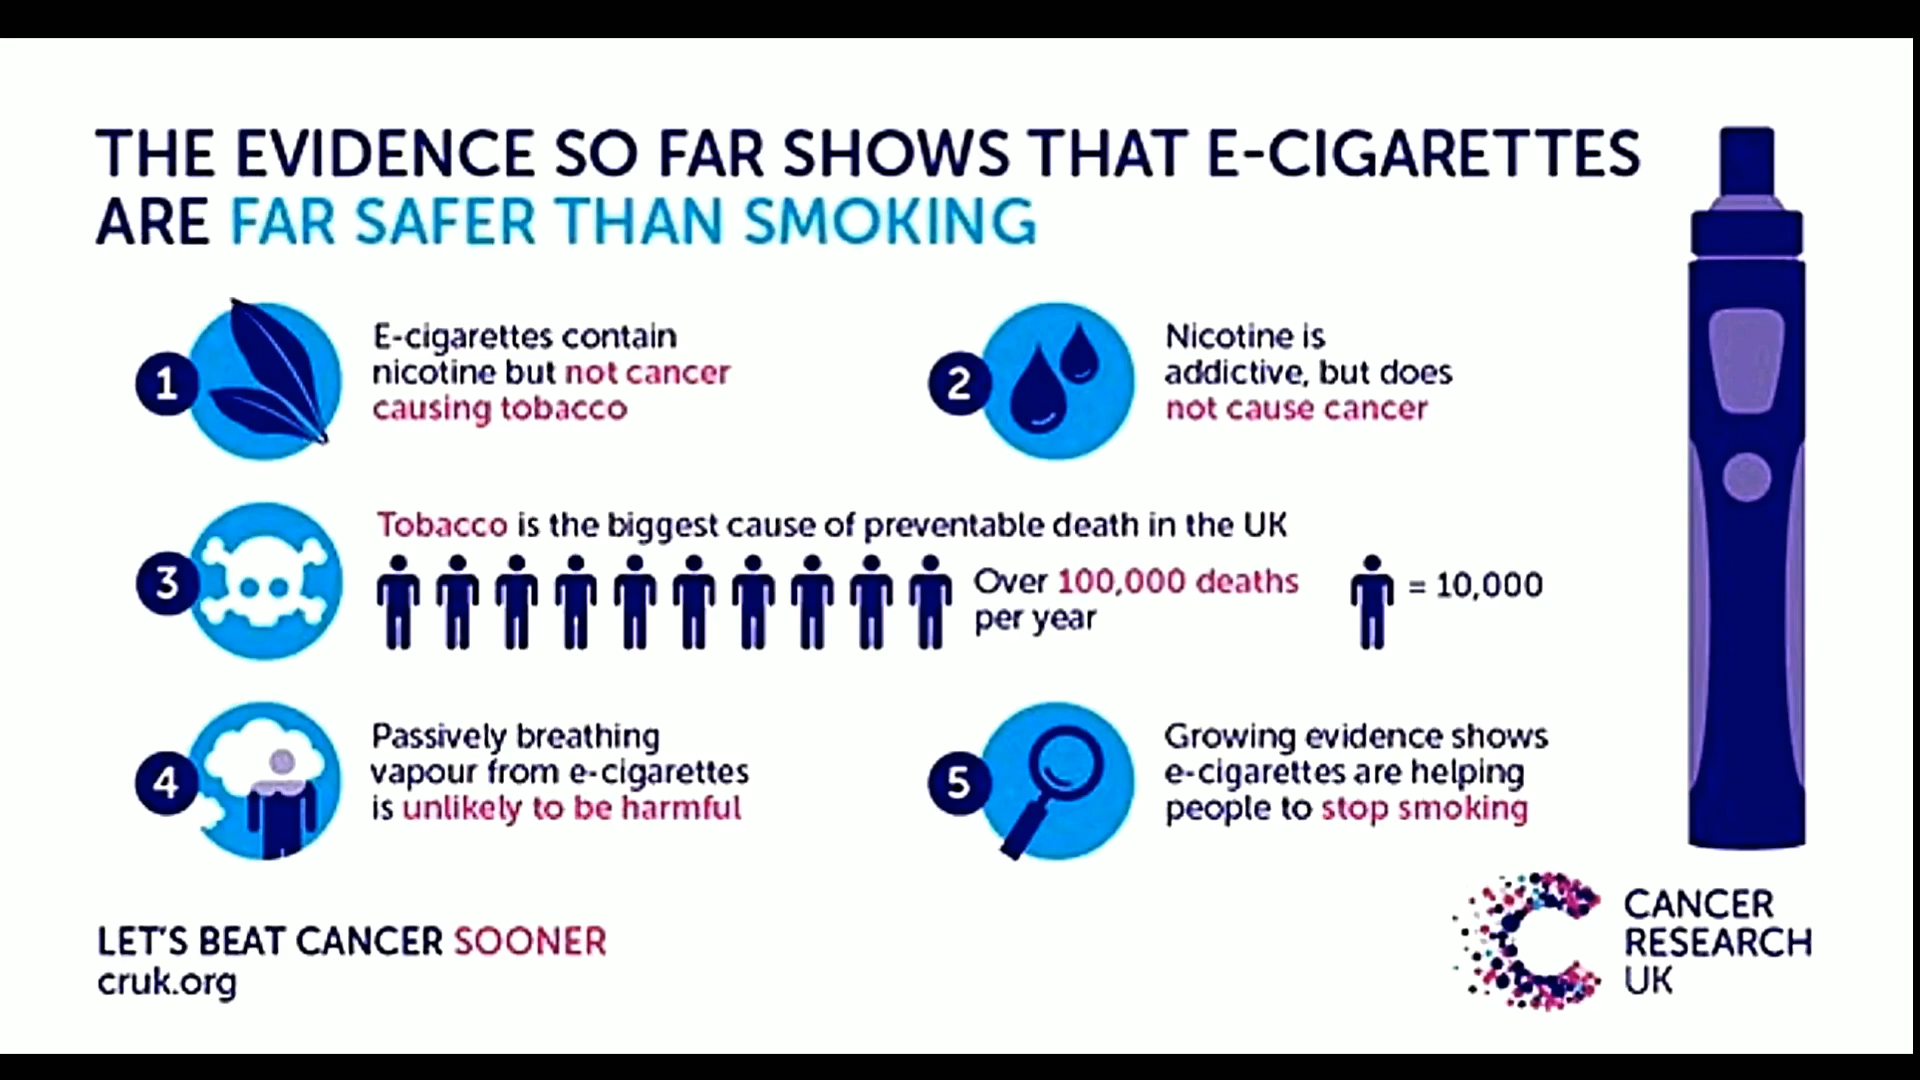 THE EVIDENCE SO FAR SHOWS THAT E-CIGARETTES
ARE FAR SAFER THAN SMOKING
1
E-cigarettes contain
nicotine but not cancer
causing tobacco
2
Nicotine is
addictive, but does
not cause cancer
3
Tobacco is the biggest cause of preventable death in the UK
Over 100,000 deaths
per year
= 10,000
4
Passively breathing
vapour from e-cigarettes
is unlikely to be harmful
5
Growing evidence shows
e-cigarettes are helping
people to stop smoking
LET'S BEAT CANCER SOONER
cruk.org
CANCER
RESEARCH
UK